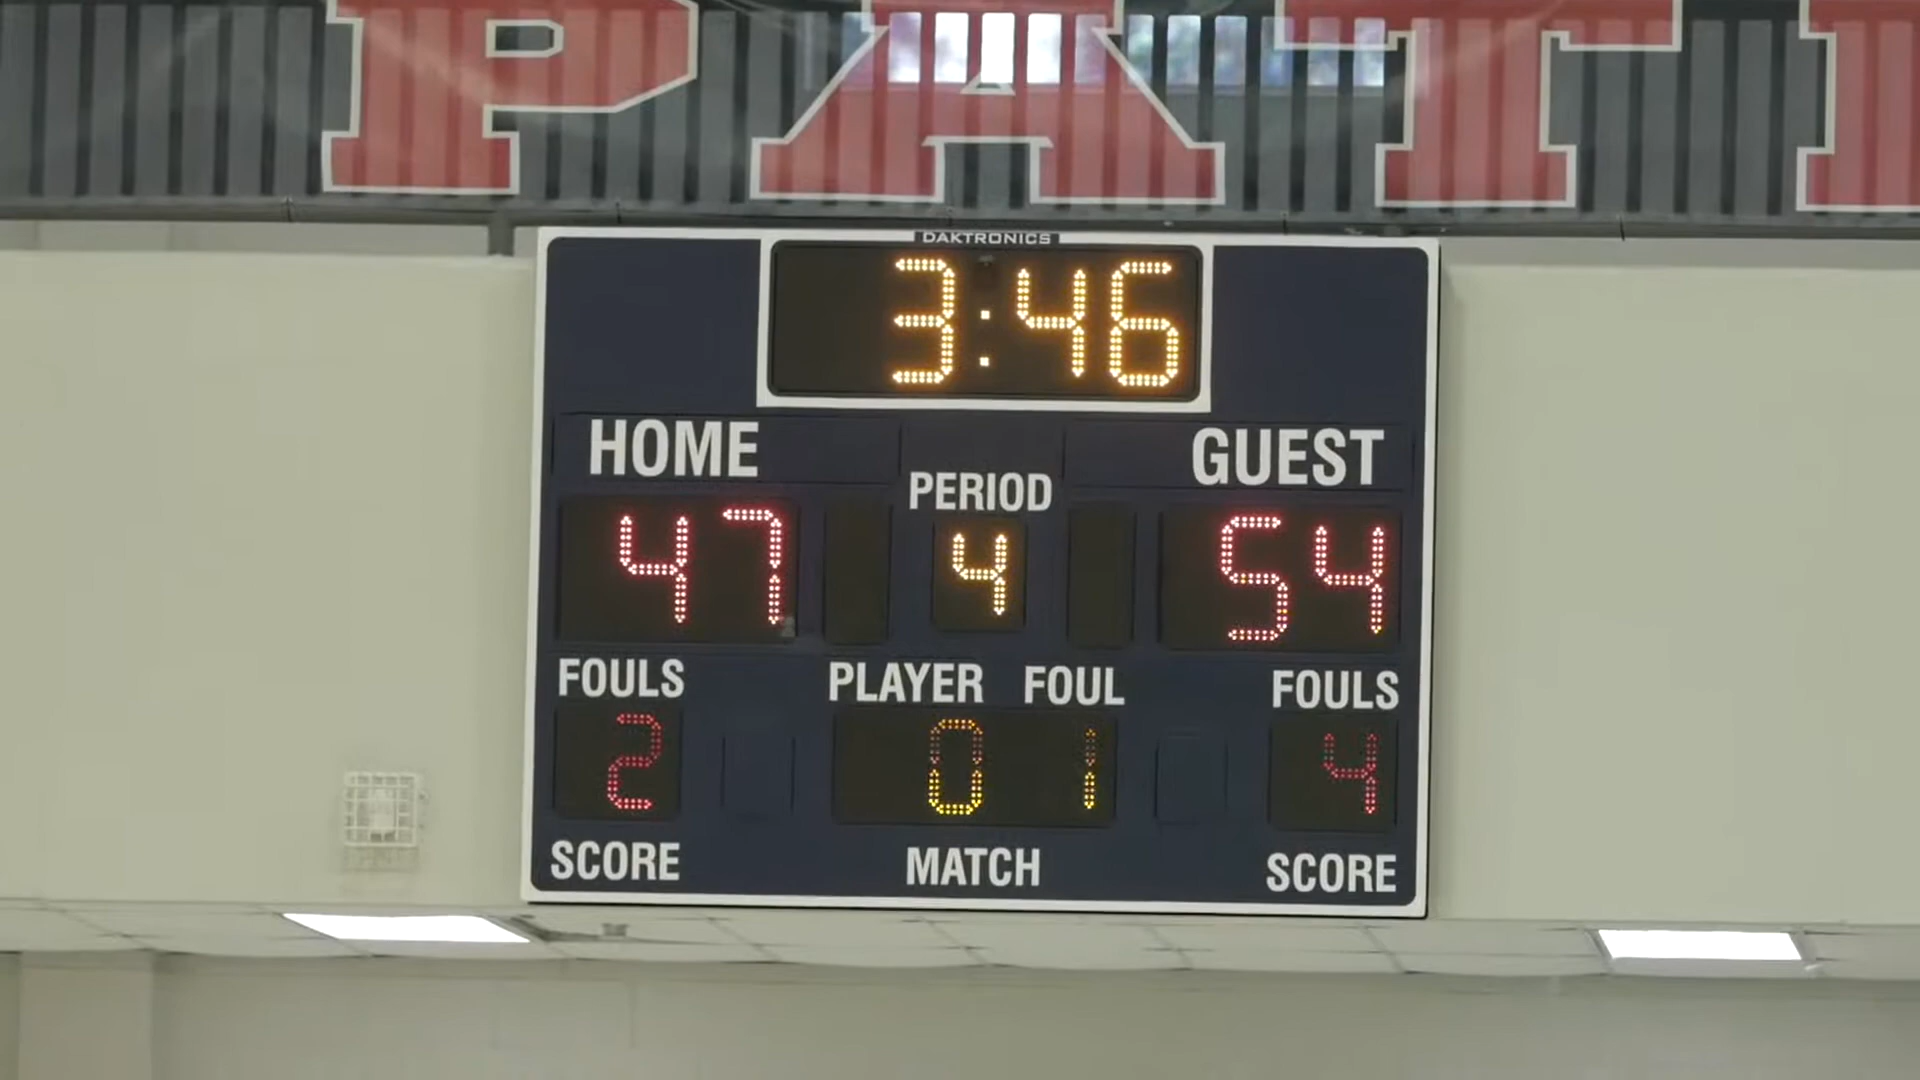 PATI
DAKTRONICS
3:46
HOME GUEST
PERIOD
47 4 54
FOULS PLAYER FOUL FOULS
2 0 1 4
SCORE MATCH SCORE